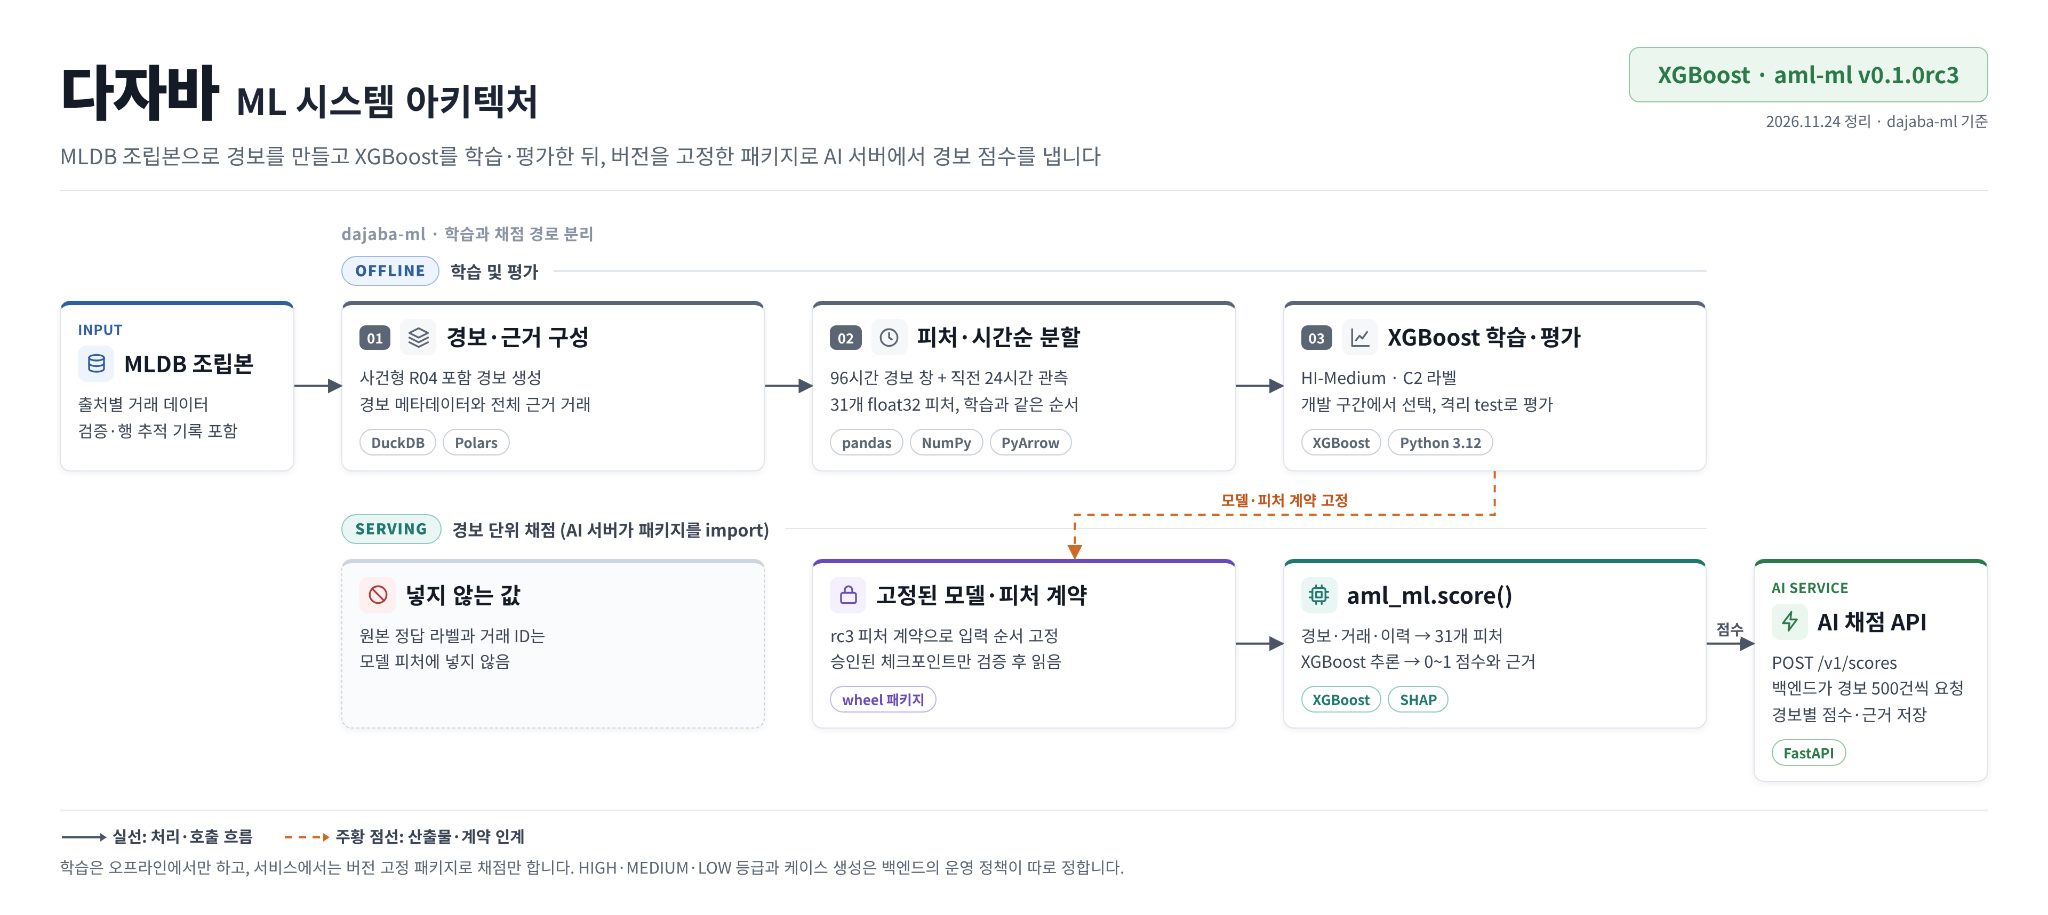 다자바 ML 시스템 아키텍처
XGBoost · aml-ml v0.1.0rc3
2026.11.24 정리 · dajaba-ml 기준
MLDB 조립본으로 경보를 만들고 XGBoost를 학습·평가한 뒤, 버전을 고정한 패키지로 AI 서버에서 경보 점수를 냅니다
dajaba-ml · 학습과 채점 경로 분리
OFFLINE 학습 및 평가
INPUT
MLDB 조립본
출처별 거래 데이터
검증·행 추적 기록 포함
01 경보·근거 구성
사건형 R04 포함 경보 생성
경보 메타데이터와 전체 근거 거래
DuckDB Polars
02 피처·시간순 분할
96시간 경보 창 + 직전 24시간 관측
31개 float32 피처, 학습과 같은 순서
pandas NumPy PyArrow
03 XGBoost 학습·평가
HI-Medium · C2 라벨
개발 구간에서 선택, 격리 test로 평가
XGBoost Python 3.12
모델·피처 계약 고정
SERVING 경보 단위 채점 (AI 서버가 패키지를 import)
넣지 않는 값
원본 정답 라벨과 거래 ID는
모델 피처에 넣지 않음
고정된 모델·피처 계약
rc3 피처 계약으로 입력 순서 고정
승인된 체크포인트만 검증 후 읽음
wheel 패키지
aml_ml.score()
경보·거래·이력 → 31개 피처
XGBoost 추론 → 0~1 점수와 근거
XGBoost SHAP
점수
AI SERVICE
AI 채점 API
POST /v1/scores
백엔드가 경보 500건씩 요청
경보별 점수·근거 저장
FastAPI
실선: 처리·호출 흐름 주황 점선: 산출물·계약 인계
학습은 오프라인에서만 하고, 서비스에서는 버전 고정 패키지로 채점만 합니다. HIGH·MEDIUM·LOW 등급과 케이스 생성은 백엔드의 운영 정책이 따로 정합니다.